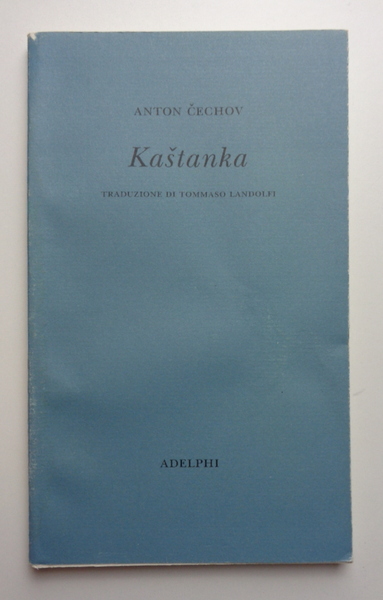 ANTON ČECHOV
Kaštanka
TRADUZIONE DI TOMMASO LANDOLFI
ADELPHI